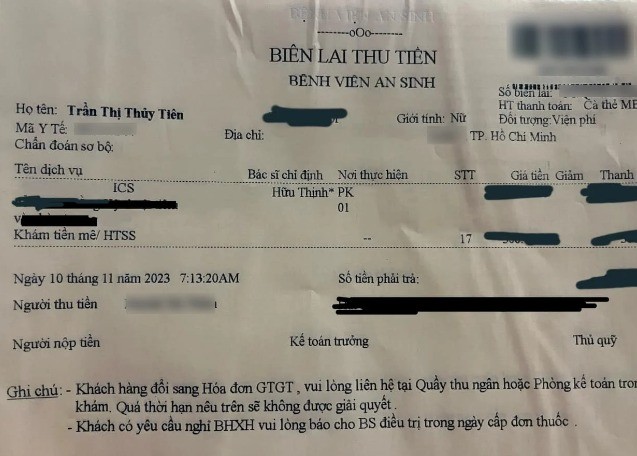 BỆNH VIỆN AN SINH
--------oOo--------
BIÊN LAI THU TIỀN
BỆNH VIỆN AN SINH
Số biên lai:
Họ tên: Trần Thị Thủy Tiên
HT thanh toán: Cà thẻ MB
Mã Y Tế:
Địa chỉ:
Giới tính: Nữ
Đối tượng:Viện phí
Chẩn đoán sơ bộ:
TP. Hồ Chí Minh
Tên dịch vụ Bác sĩ chỉ định Nơi thực hiện STT Giá tiền Giảm Thanh
ICS Hữu Thịnh* PK
01
Khám tiền mê/ HTSS -- 17
Ngày 10 tháng 11 năm 2023 7:13:20AM Số tiền phải trả:
Người thu tiền
Người nộp tiền Kế toán trưởng Thủ quỹ
Ghi chú: - Khách hàng đổi sang Hóa đơn GTGT , vui lòng liên hệ tại Quầy thu ngân hoặc Phòng kế toán tron
khám. Quá thời hạn nêu trên sẽ không được giải quyết .
- Khách có yêu cầu nghỉ BHXH vui lòng báo cho BS điều trị trong ngày cấp đơn thuốc .